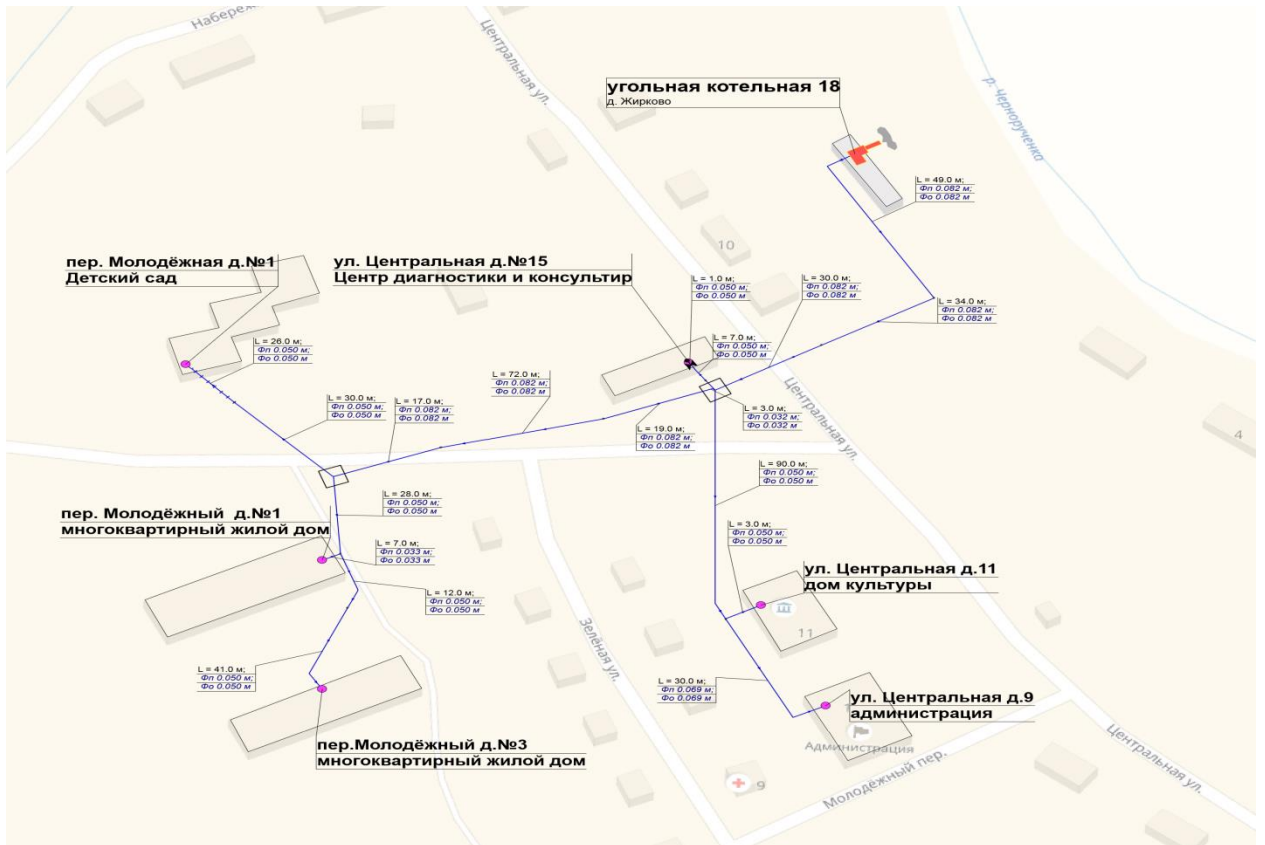 Набереж
Центральная ул.
угольная котельная 18
д. Жирково
р. Чернорученка
L = 49.0 м;
Фп 0.082 м;
Фо 0.082 м
10
пер. Молодёжная д.№1
Детский сад
ул. Центральная д.№15
Центр диагностики и консультир
L = 1.0 м;
Фп 0.050 м;
Фо 0.050 м
L = 30.0 м;
Фп 0.082 м;
Фо 0.082 м
L = 34.0 м;
Фп 0.082 м;
Фо 0.082 м
L = 26.0 м;
Фп 0.050 м;
Фо 0.050 м
L = 7.0 м;
Фп 0.050 м;
Фо 0.050 м
L = 72.0 м;
Фп 0.082 м;
Фо 0.082 м
L = 30.0 м;
Фп 0.050 м;
Фо 0.050 м
L = 17.0 м;
Фп 0.082 м;
Фо 0.082 м
L = 3.0 м;
Фп 0.032 м;
Фо 0.032 м
Центральная ул.
L = 19.0 м;
Фп 0.082 м;
Фо 0.082 м
4
L = 90.0 м;
Фп 0.050 м;
Фо 0.050 м
L = 28.0 м;
Фп 0.050 м;
Фо 0.050 м
пер. Молодёжный д.№1
многоквартирный жилой дом
L = 3.0 м;
Фп 0.050 м;
Фо 0.050 м
L = 7.0 м;
Фп 0.033 м;
Фо 0.033 м
ул. Центральная д.11
дом культуры
L = 12.0 м;
Фп 0.050 м;
Фо 0.050 м
11
Зелёная ул.
L = 41.0 м;
Фп 0.050 м;
Фо 0.050 м
L = 30.0 м;
Фп 0.069 м;
Фо 0.069 м
ул. Центральная д.9
администрация
Администрация
пер.Молодёжный д.№3
многоквартирный жилой дом
Центральная ул.
9
Молодёжный пер.